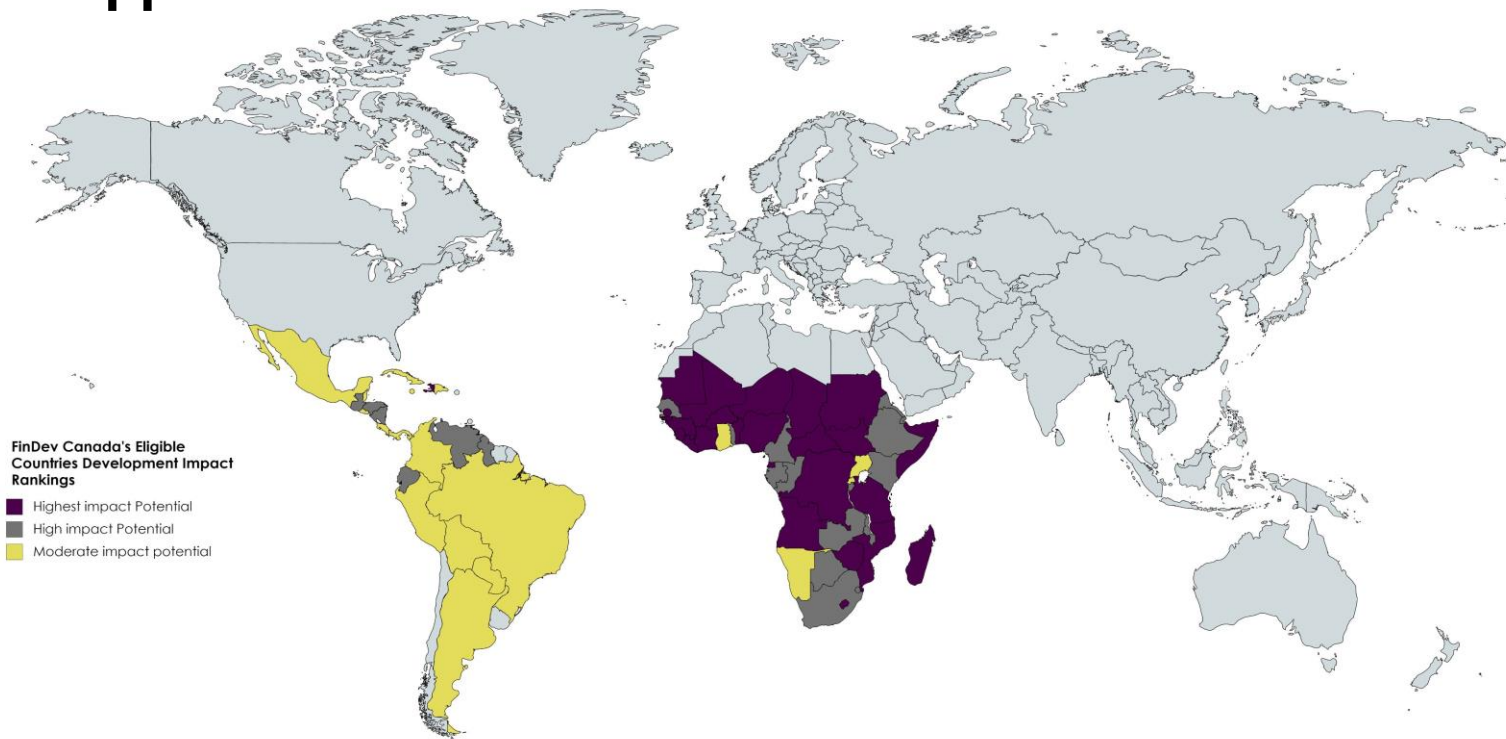 FinDev Canada's Eligible
Countries Development Impact
Rankings
Highest impact Potential
High impact Potential
Moderate impact potential